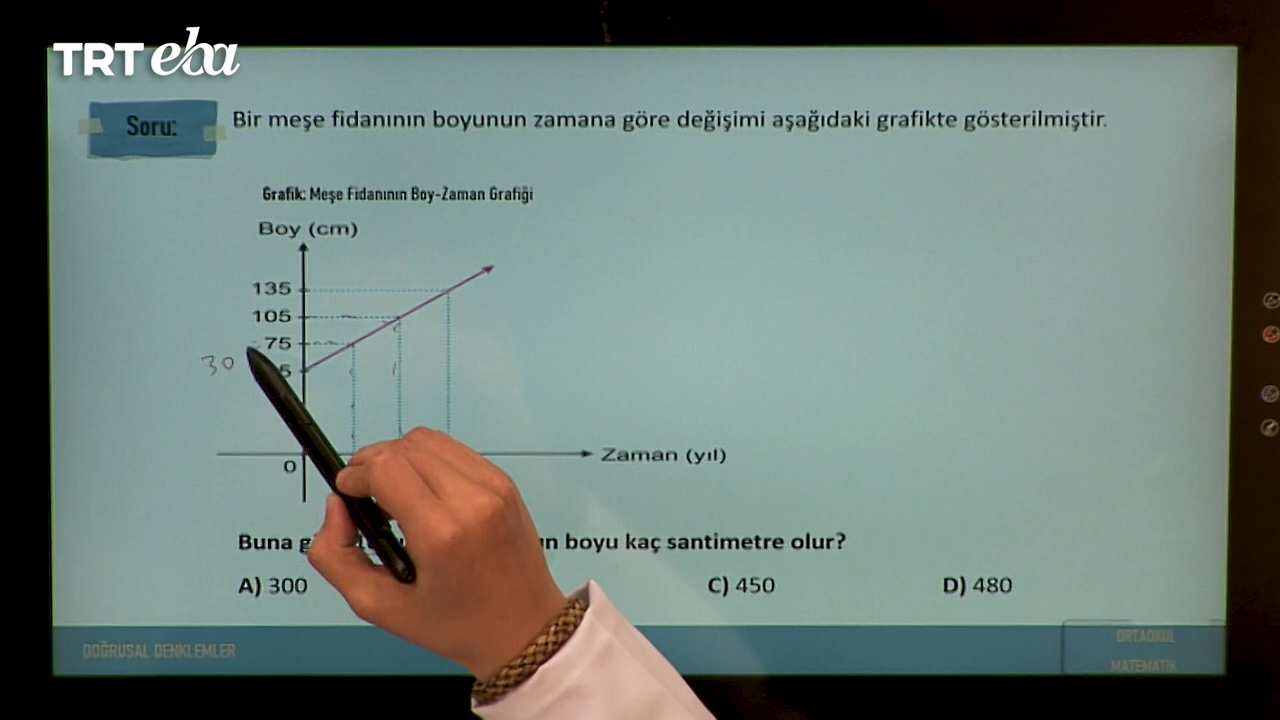 TRT eba
Soru:
Bir meşe fidanının boyunun zamana göre değişimi aşağıdaki grafikte gösterilmiştir.
Grafik: Meşe Fidanının Boy-Zaman Grafiği
Boy (cm)
135
105
75
30
5
Zaman (yıl)
0
Buna boyu kaç santimetre olur?
A) 300
C) 450
D) 480
DOĞRUSAL DENKLEMLER
ORTAOKUL
MATEMATİK